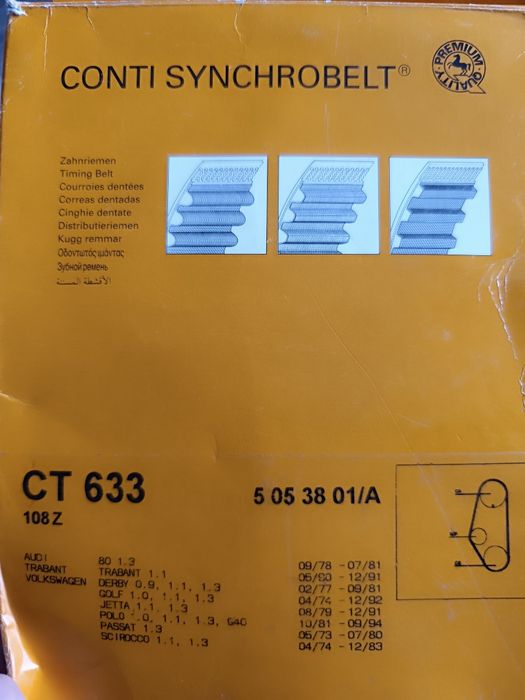 CONTI SYNCHROBELT®
PREMIUM QUALITY
Zahnriemen
Timing Belt
Courroies dentées
Correas dentadas
Cinghie dentate
Distributieriemen
Kugg remmar
Οδοντωτός ιμάντας
Зубной ремень
الأقشطة المسننة
CT 633
5 05 38 01/A
108 Z
AUDI 80 1.3 09/78 - 07/81
TRABANT TRABANT 1.1 05/90 - 12/91
VOLKSWAGEN DERBY 0.9, 1.1, 1.3 02/77 - 09/81
GOLF 1.0, 1.1, 1.3 04/74 - 12/92
JETTA 1.1, 1.3 08/79 - 12/91
POLO 1.0, 1.1, 1.3, G40 10/81 - 09/94
PASSAT 1.3 05/73 - 07/80
SCIROCCO 1.1, 1.3 04/74 - 12/83